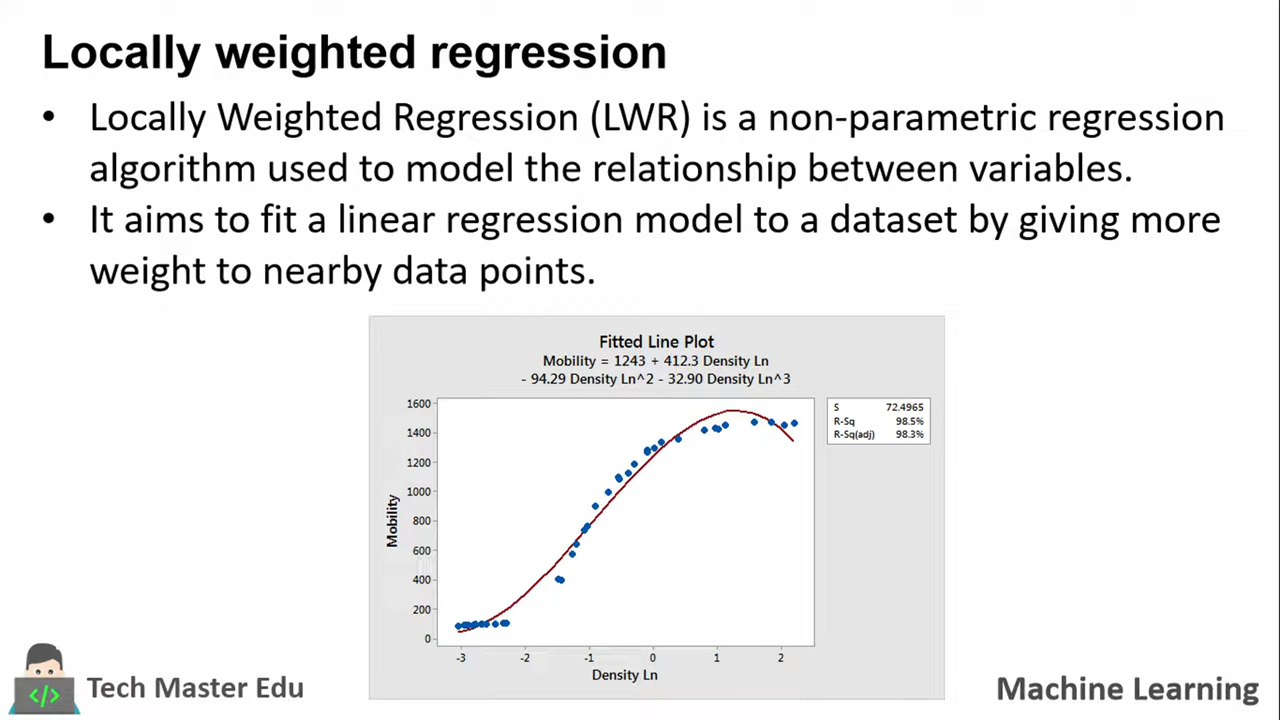 Locally weighted regression
• Locally Weighted Regression (LWR) is a non-parametric regression
algorithm used to model the relationship between variables.
• It aims to fit a linear regression model to a dataset by giving more
weight to nearby data points.
Fitted Line Plot
Mobility = 1243 + 412.3 Density Ln
- 94.29 Density Ln^2 - 32.90 Density Ln^3
S 72.4965
R-Sq 98.5%
R-Sq(adj) 98.3%
1600
1400
1200
1000
800
600
400
200
0
Mobility
-3 -2 -1 0 1 2
Density Ln
</>
Tech Master Edu
Machine Learning